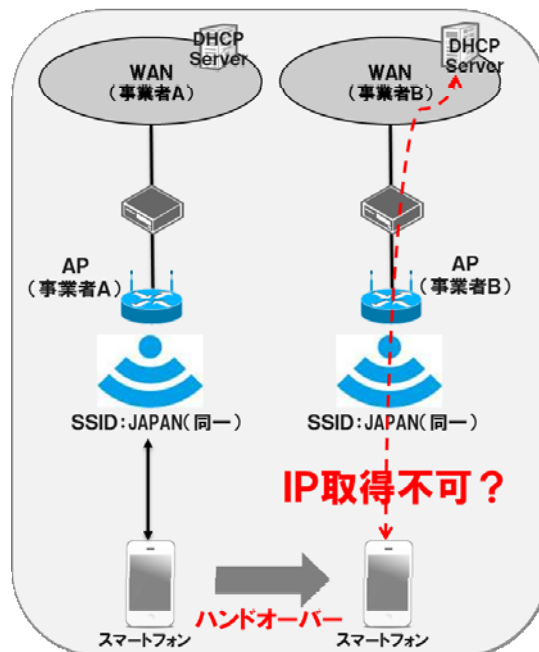 DHCP
Server
WAN
（事業者A）
DHCP
Server
WAN
（事業者B）
AP
（事業者A）
AP
（事業者B）
SSID：JAPAN（同一）
SSID：JAPAN（同一）
IP取得不可？
ハンドオーバー
スマートフォン
スマートフォン